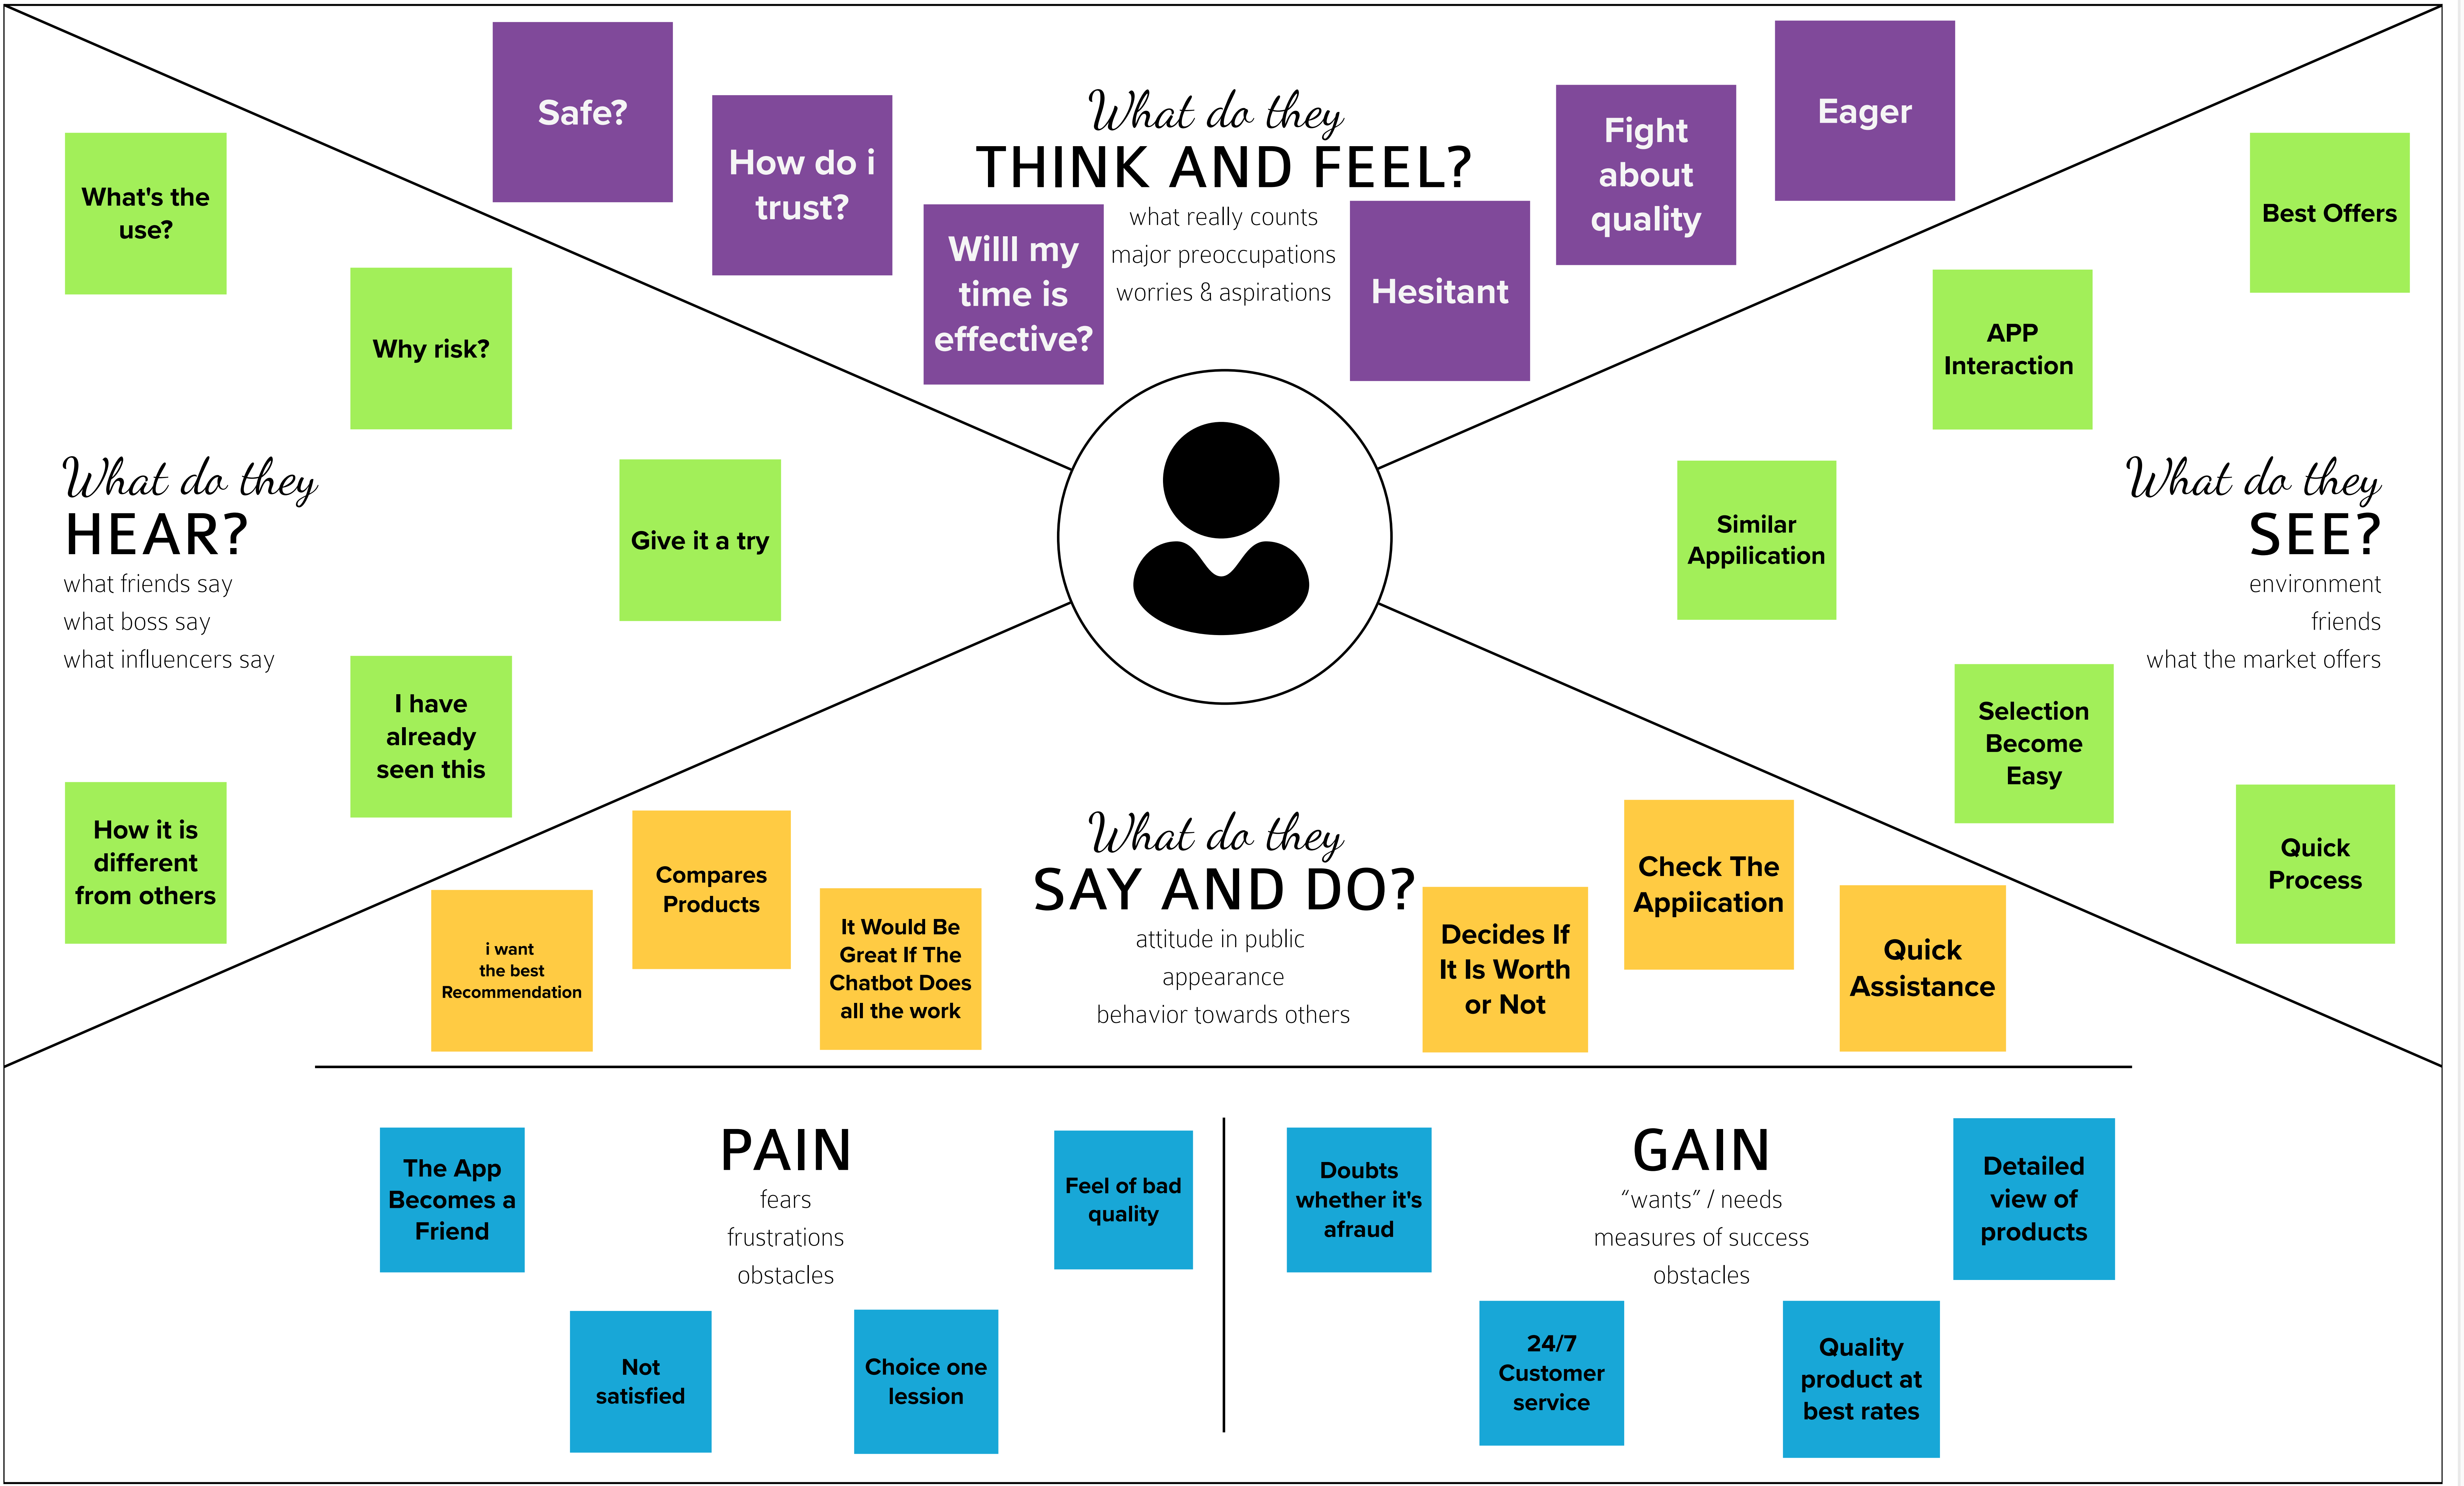 Safe?
How do i
trust?
Willl my
time is
effective?
What do they
THINK AND FEEL?
what really counts
major preoccupations
worries & aspirations
Hesitant
Fight
about
quality
Eager
What's the
use?
Why risk?
Give it a try
What do they
HEAR?
what friends say
what boss say
what influencers say
I have
already
seen this
How it is
different
from others
Best Offers
APP
Interaction
Similar
Appilication
What do they
SEE?
environment
friends
what the market offers
Selection
Become
Easy
Quick
Process
i want
the best
Recommendation
Compares
Products
It Would Be
Great If The
Chatbot Does
all the work
What do they
SAY AND DO?
attitude in public
appearance
behavior towards others
Decides If
It Is Worth
or Not
Check The
Appiication
Quick
Assistance
The App
Becomes a
Friend
PAIN
fears
frustrations
obstacles
Feel of bad
quality
Not
satisfied
Choice one
lession
Doubts
whether it's
afraud
GAIN
“wants” / needs
measures of success
obstacles
Detailed
view of
products
24/7
Customer
service
Quality
product at
best rates